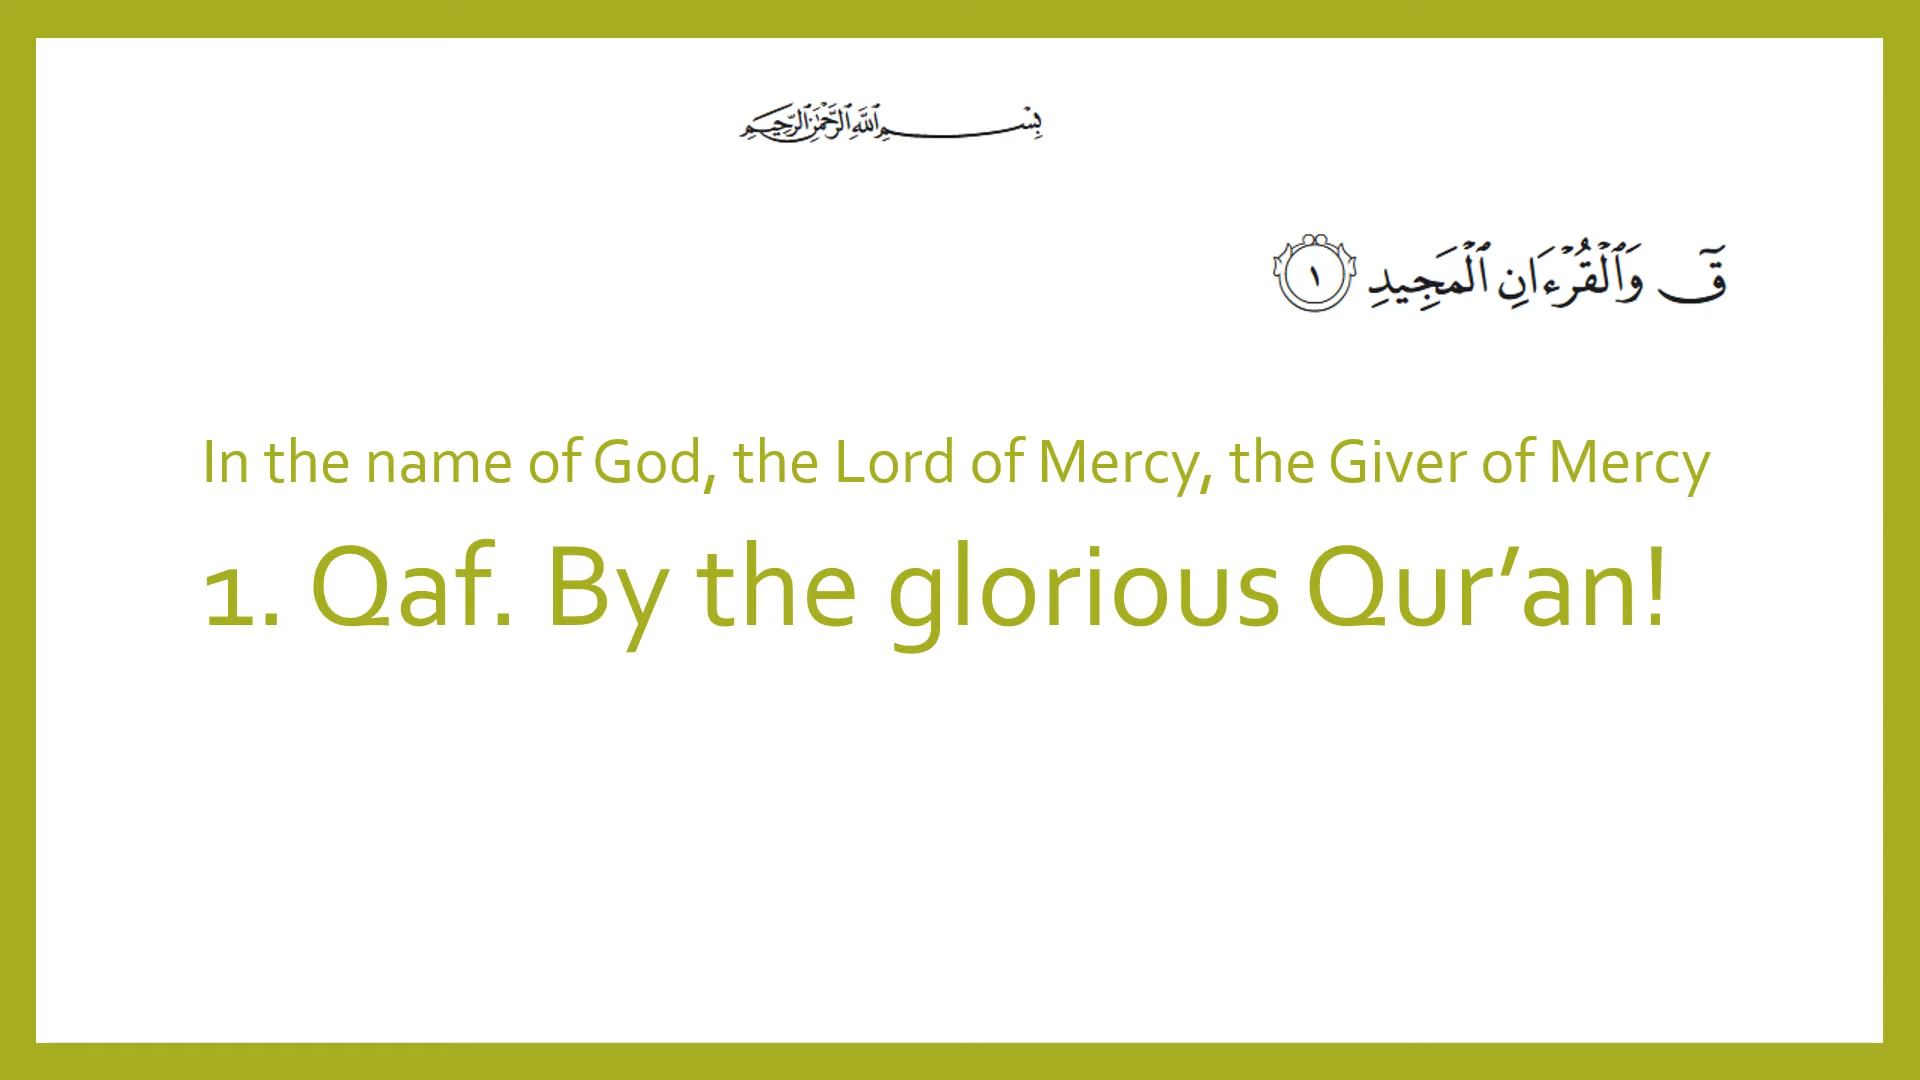 بِسْمِ ٱللَّهِ ٱلرَّحْمَٰنِ ٱلرَّحِيمِ
قٓ وَٱلْقُرْءَانِ ٱلْمَجِيدِ ١
In the name of God, the Lord of Mercy, the Giver of Mercy
1. Qaf. By the glorious Qur’an!